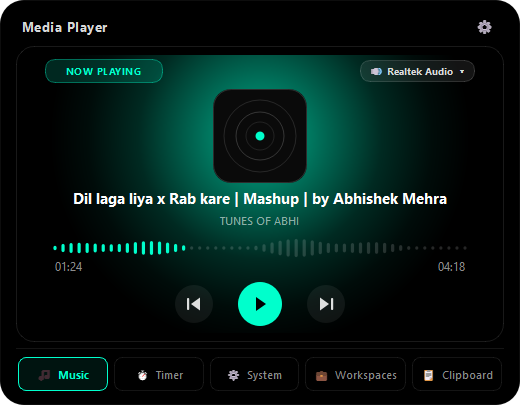 Media Player
NOW PLAYING
Realtek Audio
Dil laga liya x Rab kare | Mashup | by Abhishek Mehra
TUNES OF ABHI
01:24
04:18
Music
Timer
System
Workspaces
Clipboard